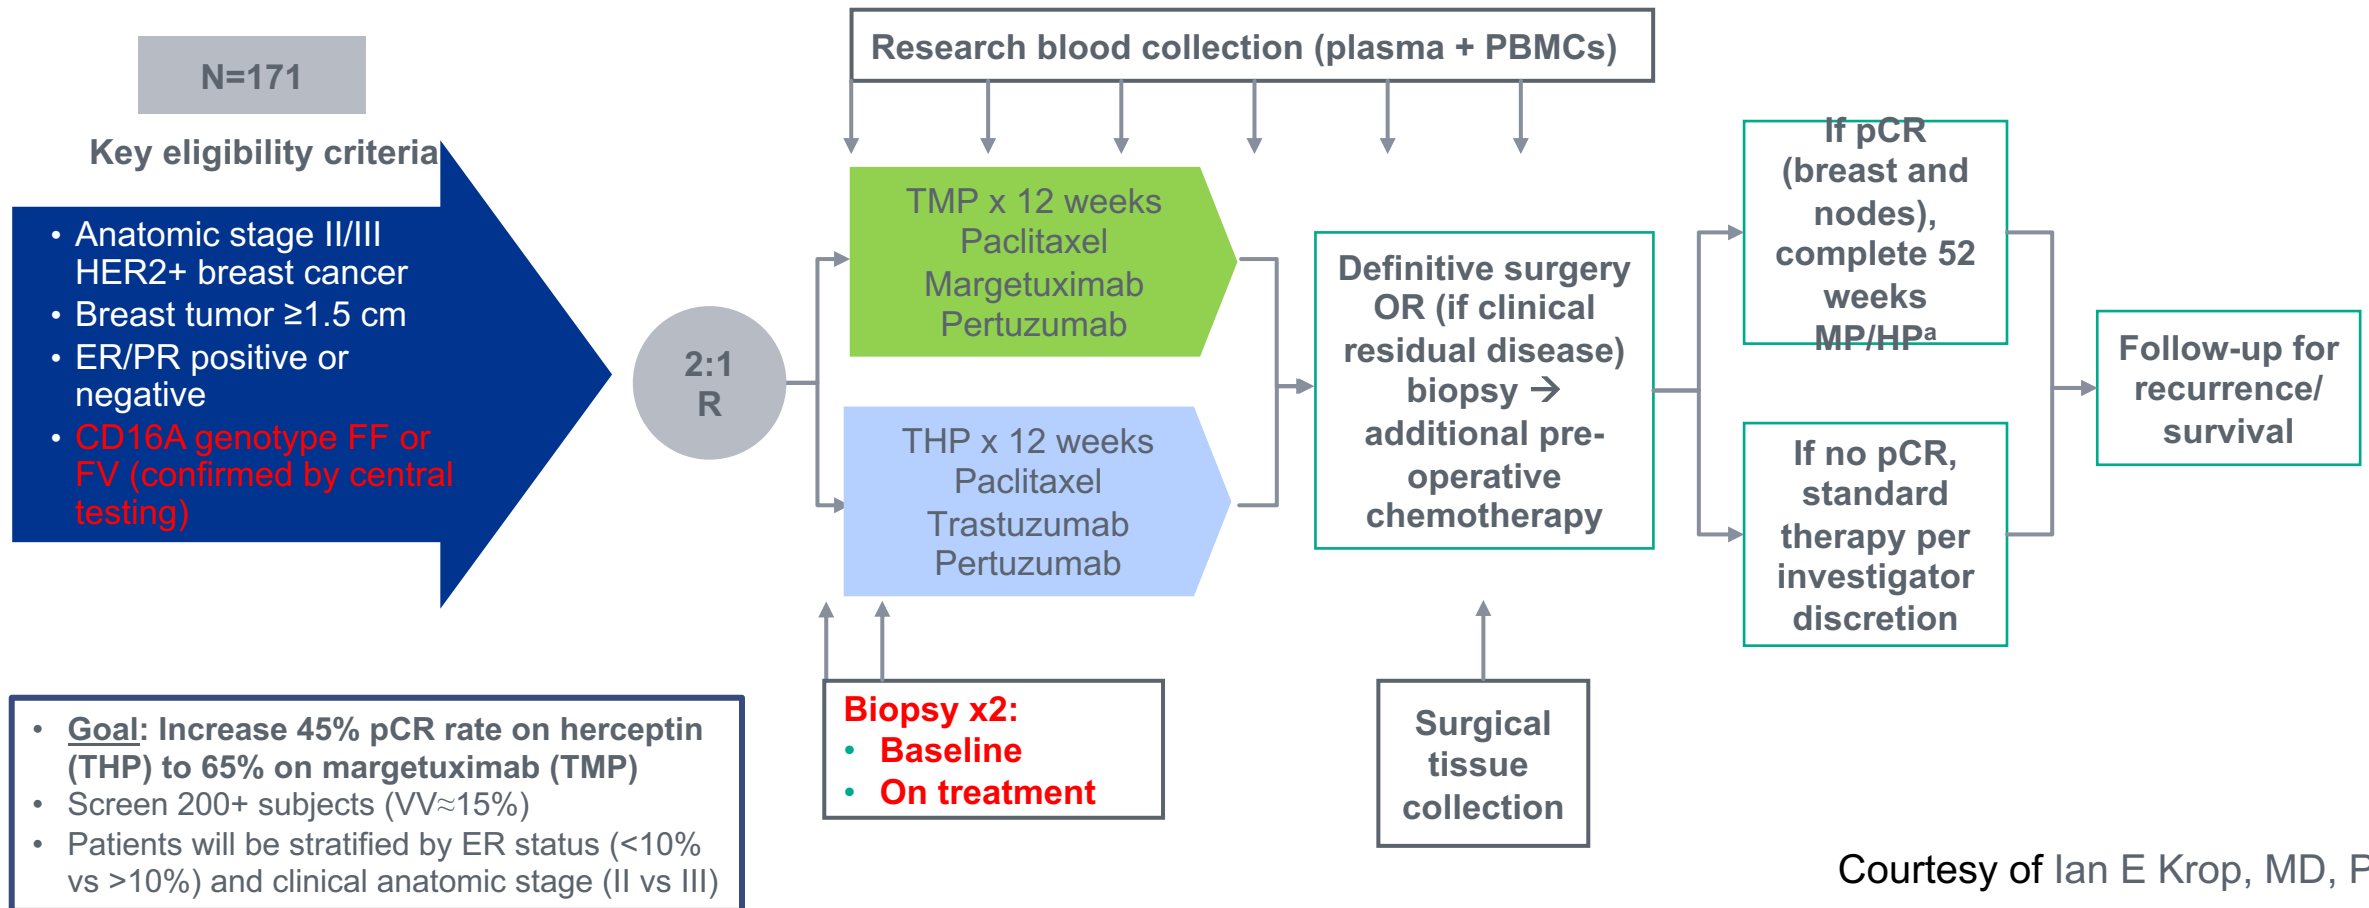 N=171
Key eligibility criteria
• Anatomic stage II/III
HER2+ breast cancer
• Breast tumor ≥1.5 cm
• ER/PR positive or
negative
• CD16A genotype FF or
FV (confirmed by central
testing)
2:1
R
Research blood collection (plasma + PBMCs)
TMP x 12 weeks
Paclitaxel
Margetuximab
Pertuzumab
THP x 12 weeks
Paclitaxel
Trastuzumab
Pertuzumab
Definitive surgery
OR (if clinical
residual disease)
biopsy →
additional pre-
operative
chemotherapy
If pCR
(breast and
nodes),
complete 52
weeks
MP/HPᵃ
If no pCR,
standard
therapy per
investigator
discretion
Follow-up for
recurrence/
survival
• Goal: Increase 45% pCR rate on herceptin
(THP) to 65% on margetuximab (TMP)
• Screen 200+ subjects (VV≈15%)
• Patients will be stratified by ER status (<10%
vs >10%) and clinical anatomic stage (II vs III)
Biopsy x2:
• Baseline
• On treatment
Surgical
tissue
collection
Courtesy of Ian E Krop, MD, P